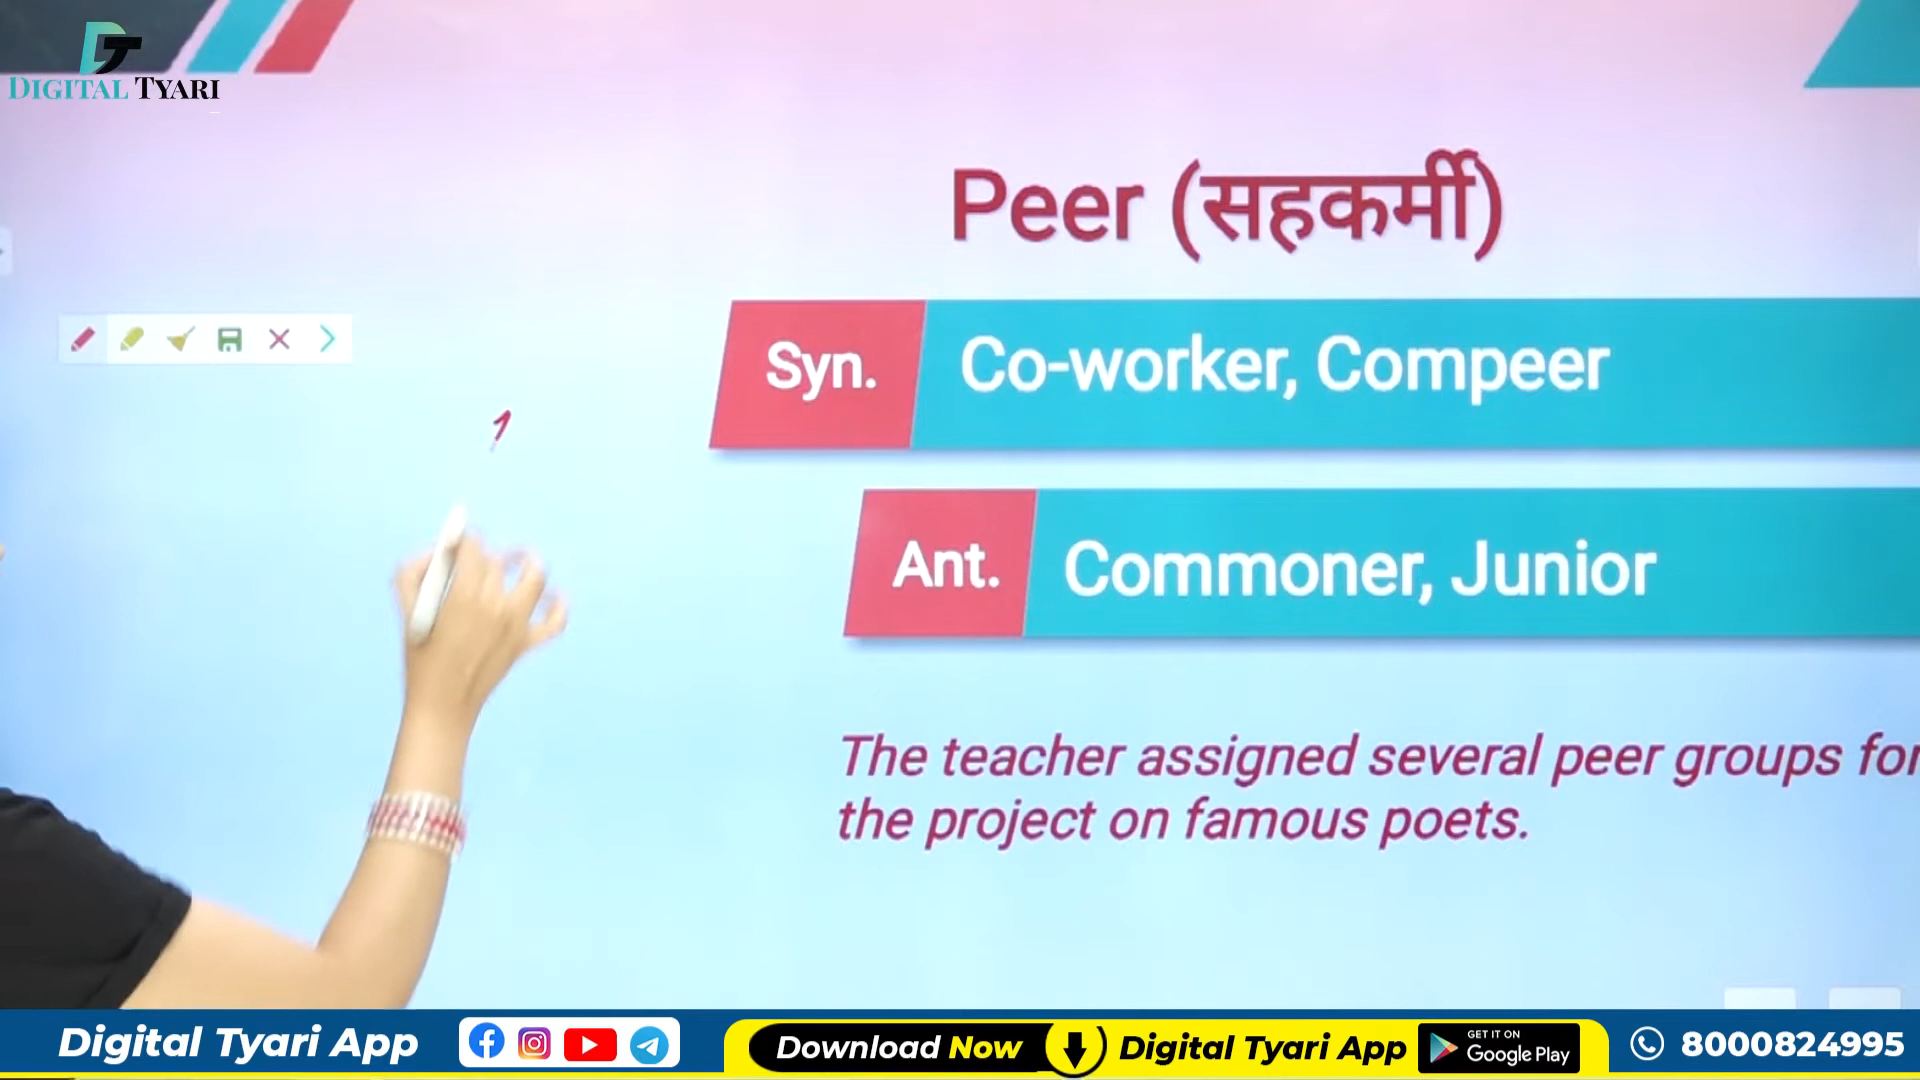 DIGITAL TYARI
Peer (सहकर्मी)
Syn. Co-worker, Compeer
Ant. Commoner, Junior
The teacher assigned several peer groups for
the project on famous poets.
Digital Tyari App
Download Now
Digital Tyari App
GET IT ON
Google Play
8000824995